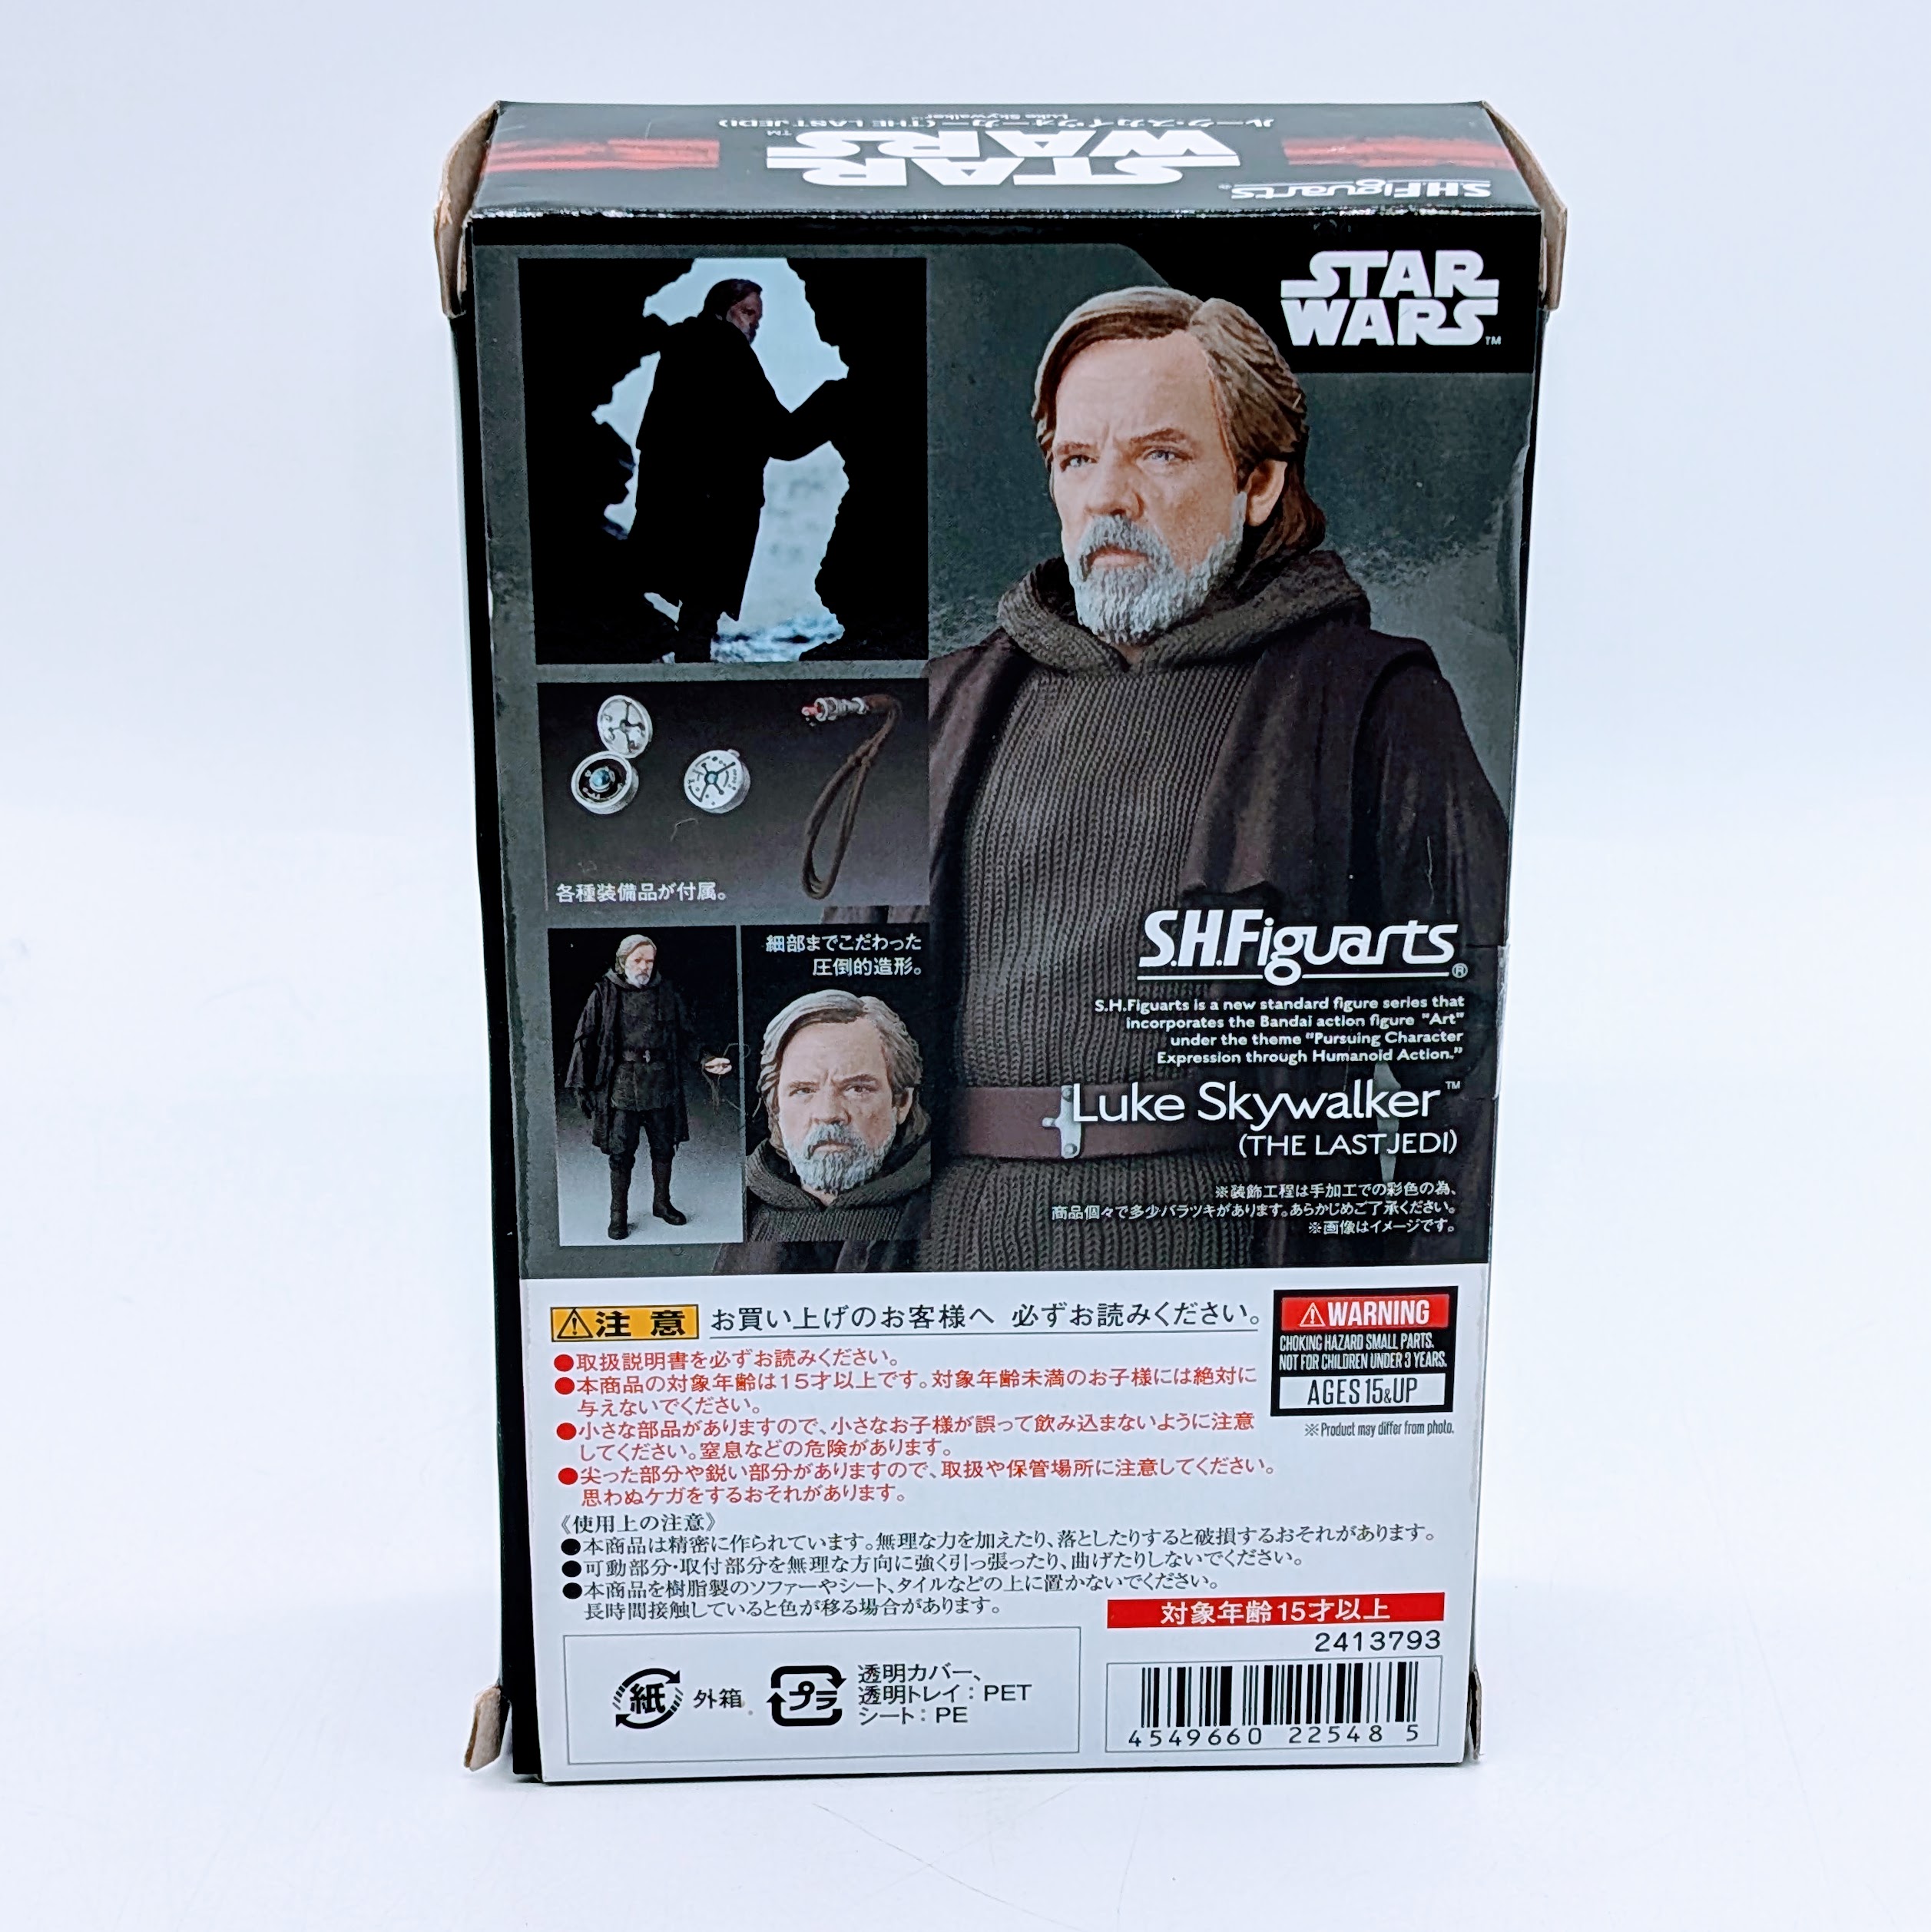 ルーク・スカイウォーカー (THE LAST JEDI)
Luke Skywalker™
STAR
WARS™
S.H.Figuarts®
STAR
WARS™
各種装備品が付属。
細部までこだわった
圧倒的造形。
S.H.Figuarts®
S.H.Figuarts is a new standard figure series that
incorporates the Bandai action figure "Art"
under the theme "Pursuing Character
Expression through Humanoid Action."
Luke Skywalker™
(THE LAST JEDI)
※装飾工程は手加工での彩色の為、
商品個々で多少バラツキがあります。あらかじめご了承ください。
※画像はイメージです。
⚠注 意 お買い上げのお客様へ 必ずお読みください。
●取扱説明書を必ずお読みください。
●本商品の対象年齢は15才以上です。対象年齢未満のお子様には絶対に
与えないでください。
●小さな部品がありますので、小さなお子様が誤って飲み込まないように注意
してください。窒息などの危険があります。
●尖った部分や鋭い部分がありますので、取扱や保管場所に注意してください。
思わぬケガをするおそれがあります。
⚠WARNING
CHOKING HAZARD SMALL PARTS.
NOT FOR CHILDREN UNDER 3 YEARS.
AGES 15&UP
※Product may differ from photo.
《使用上の注意》
●本商品は精密に作られています。無理な力を加えたり、落としたりすると破損するおそれがあります。
●可動部分・取付部分を無理な方向に強く引っ張ったり、曲げたりしないでください。
●本商品を樹脂製のソファーやシート、タイルなどの上に置かないでください。
長時間接触していると色が移る場合があります。
対象年齢15才以上
2413793
紙 外箱
プラ 透明カバー、
透明トレイ：PET
シート：PE
4549660 22548 5